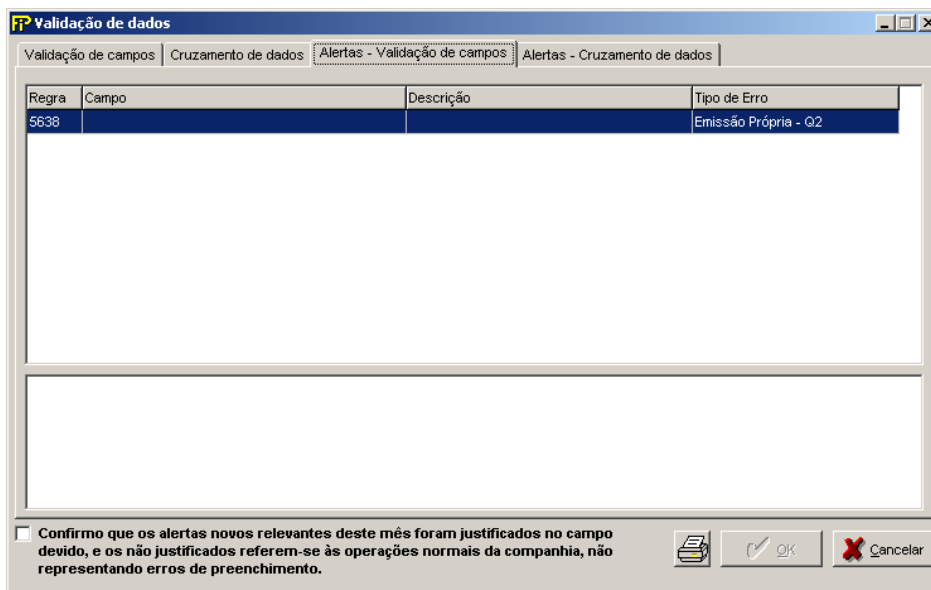 FIP Validação de dados
Validação de campos Cruzamento de dados Alertas - Validação de campos Alertas - Cruzamento de dados
Regra Campo Descrição Tipo de Erro
5638 Emissão Própria - Q2
Confirmo que os alertas novos relevantes deste mês foram justificados no campo
devido, e os não justificados referem-se às operações normais da companhia, não
representando erros de preenchimento.
OK Cancelar